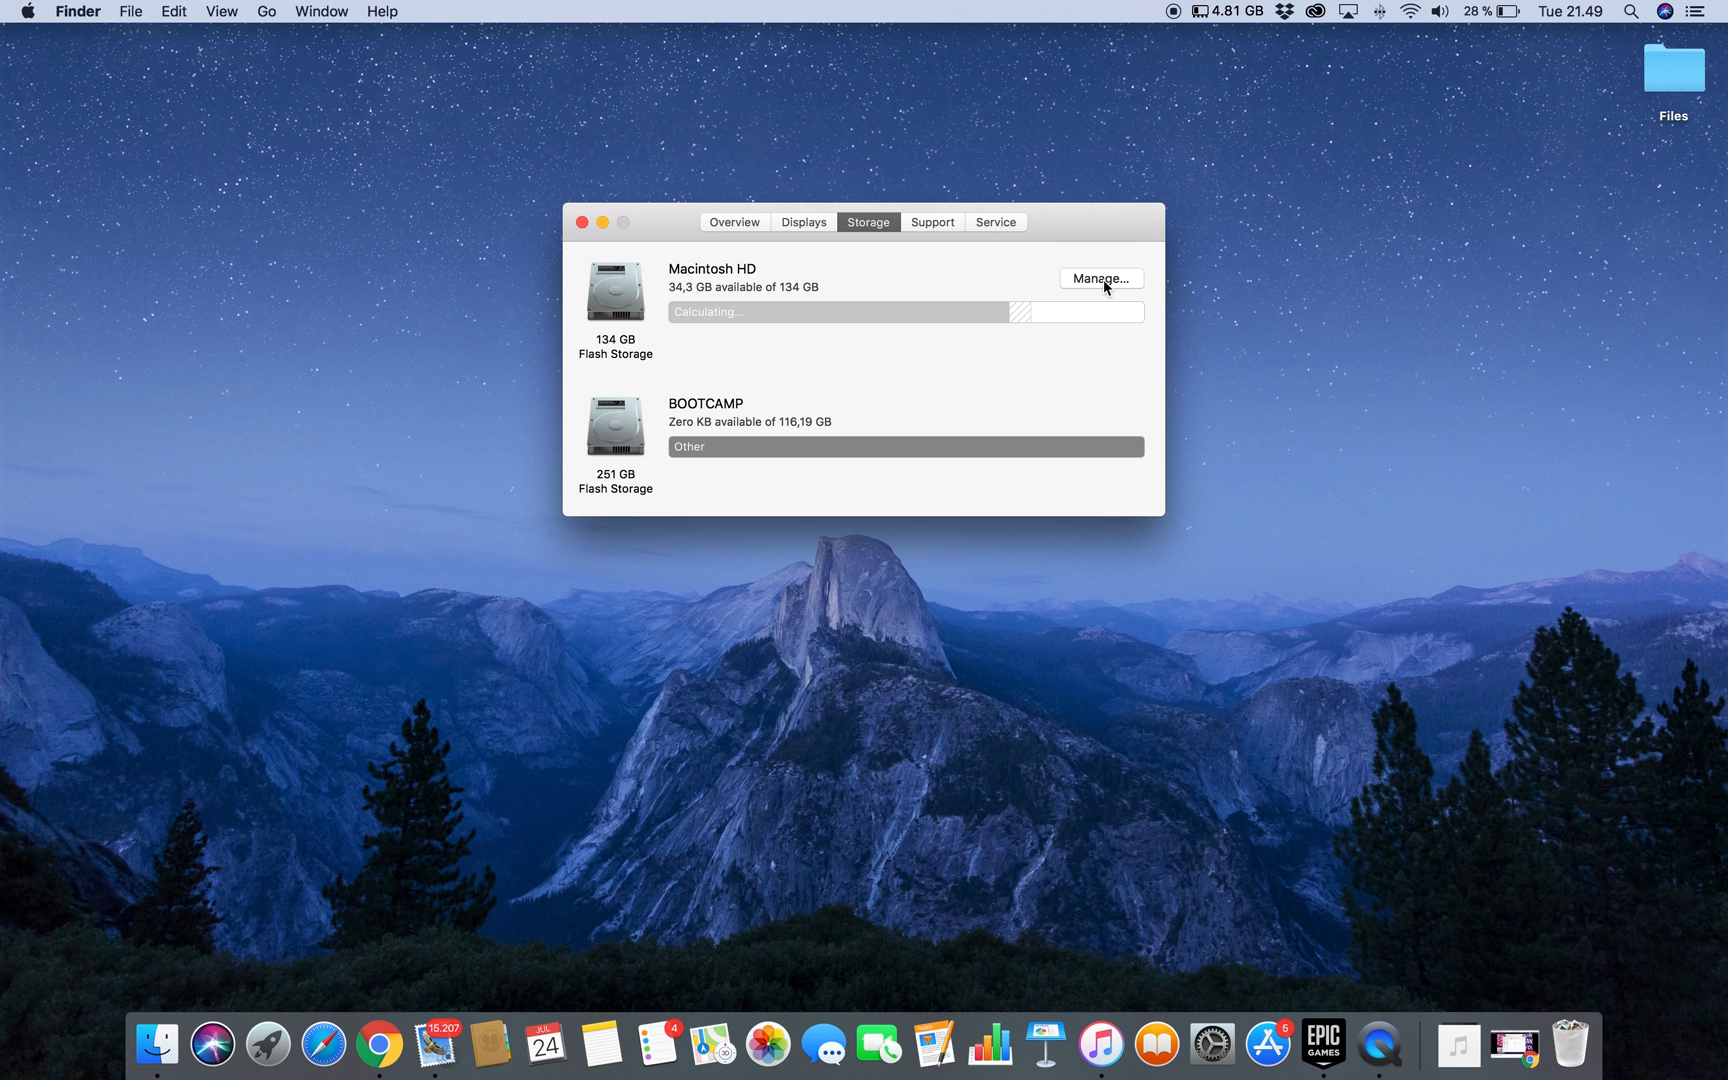 Finder File Edit View Go Window Help 4.81 GB 28 % Tue 21.49
Files
Overview Displays Storage Support Service
Macintosh HD
34,3 GB available of 134 GB
Manage...
Calculating...
134 GB
Flash Storage
BOOTCAMP
Zero KB available of 116,19 GB
Other
251 GB
Flash Storage
15.207
JUL
24
4
5
EPIC
GAMES